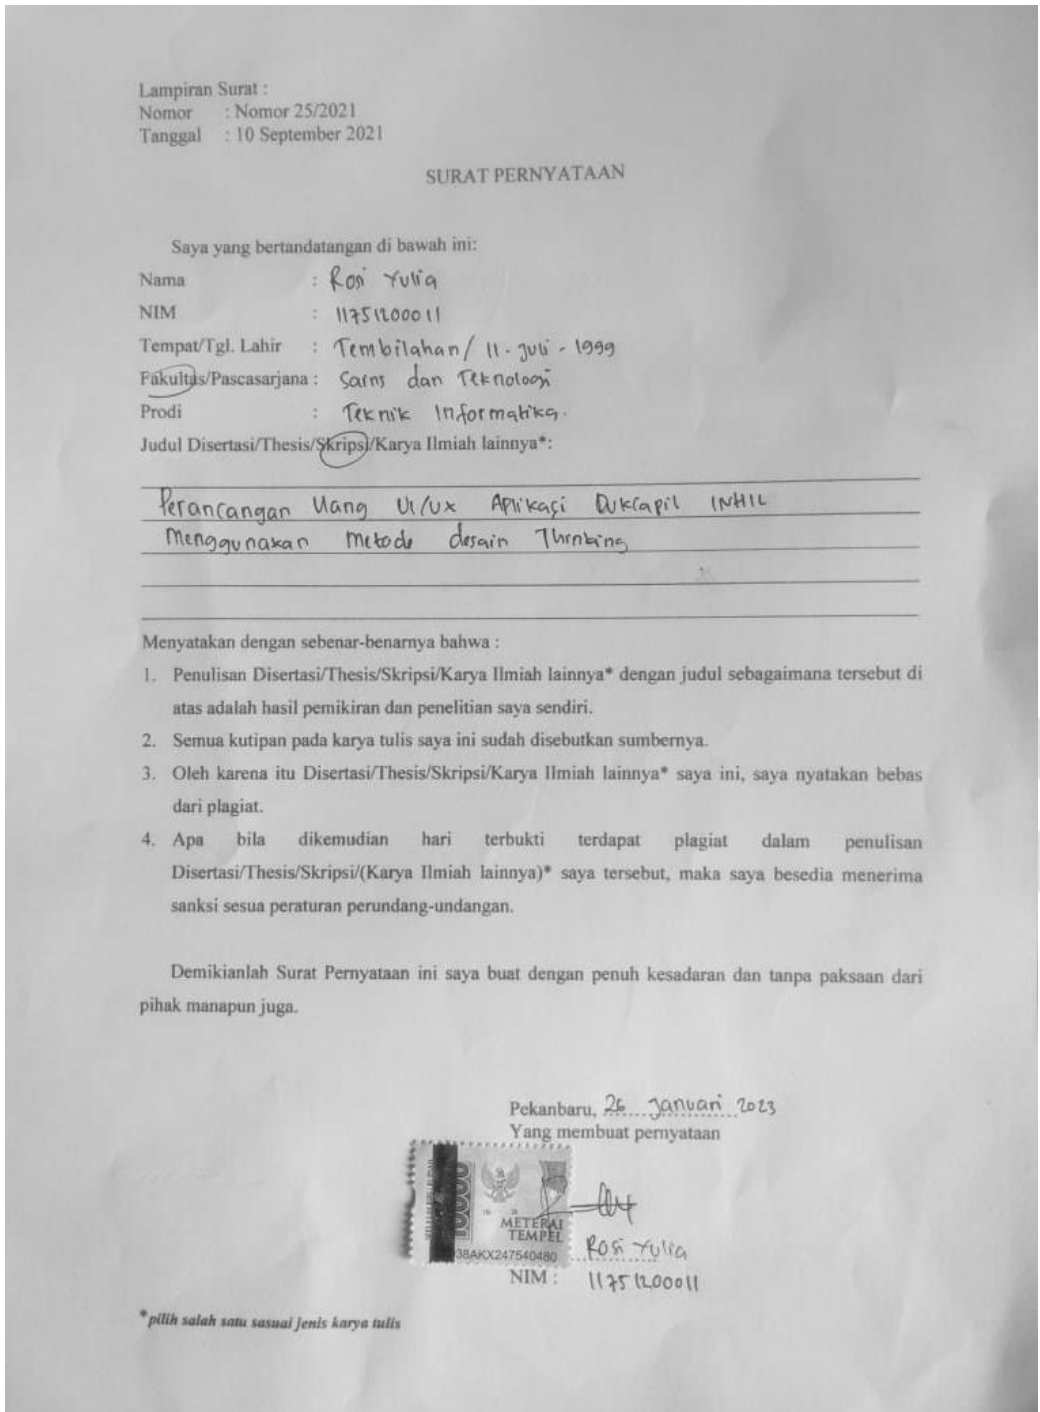 Lampiran Surat :
Nomor : Nomor 25/2021
Tanggal : 10 September 2021
SURAT PERNYATAAN
Saya yang bertandatangan di bawah ini:
Nama : Rosi Yulia
NIM : 11751200011
Tempat/Tgl. Lahir : Tembilahan / 11 - Juli - 1999
Fakultas/Pascasarjana : Sains dan Teknologi
Prodi : Teknik Informatika.
Judul Disertasi/Thesis/Skripsi/Karya Ilmiah lainnya*:
Perancangan Ulang UI/UX Aplikasi Dukcapil INHIL
Menggunakan metode desain Thinking
Menyatakan dengan sebenar-benarnya bahwa :
1. Penulisan Disertasi/Thesis/Skripsi/Karya Ilmiah lainnya* dengan judul sebagaimana tersebut di
atas adalah hasil pemikiran dan penelitian saya sendiri.
2. Semua kutipan pada karya tulis saya ini sudah disebutkan sumbernya.
3. Oleh karena itu Disertasi/Thesis/Skripsi/Karya Ilmiah lainnya* saya ini, saya nyatakan bebas
dari plagiat.
4. Apa bila dikemudian hari terbukti terdapat plagiat dalam penulisan
Disertasi/Thesis/Skripsi/(Karya Ilmiah lainnya)* saya tersebut, maka saya besedia menerima
sanksi sesua peraturan perundang-undangan.
Demikianlah Surat Pernyataan ini saya buat dengan penuh kesadaran dan tanpa paksaan dari
pihak manapun juga.
Pekanbaru, 26 Januari 2023
Yang membuat pernyataan
10000
METERAI
TEMPEL
38AKX247540480
Rosi Yulia
NIM : 11751200011
*pilih salah satu sasuai jenis karya tulis